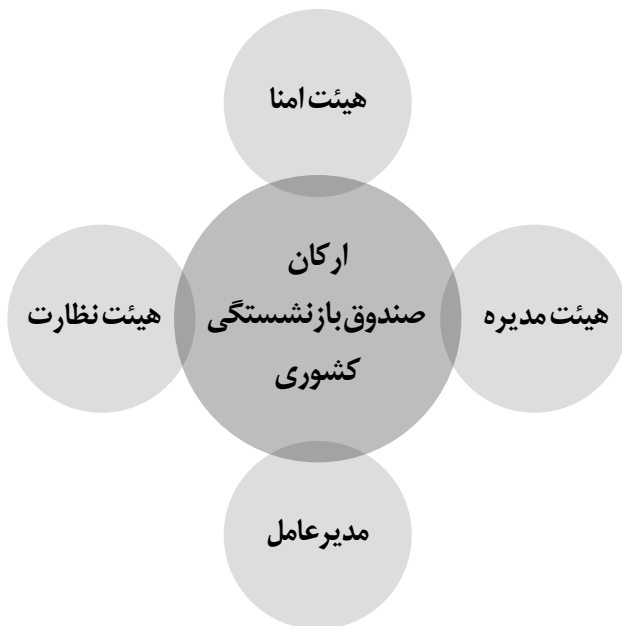 هیئت امنا
ارکان
صندوق بازنشستگی
کشوری
هیئت مدیره
هیئت نظارت
مدیرعامل